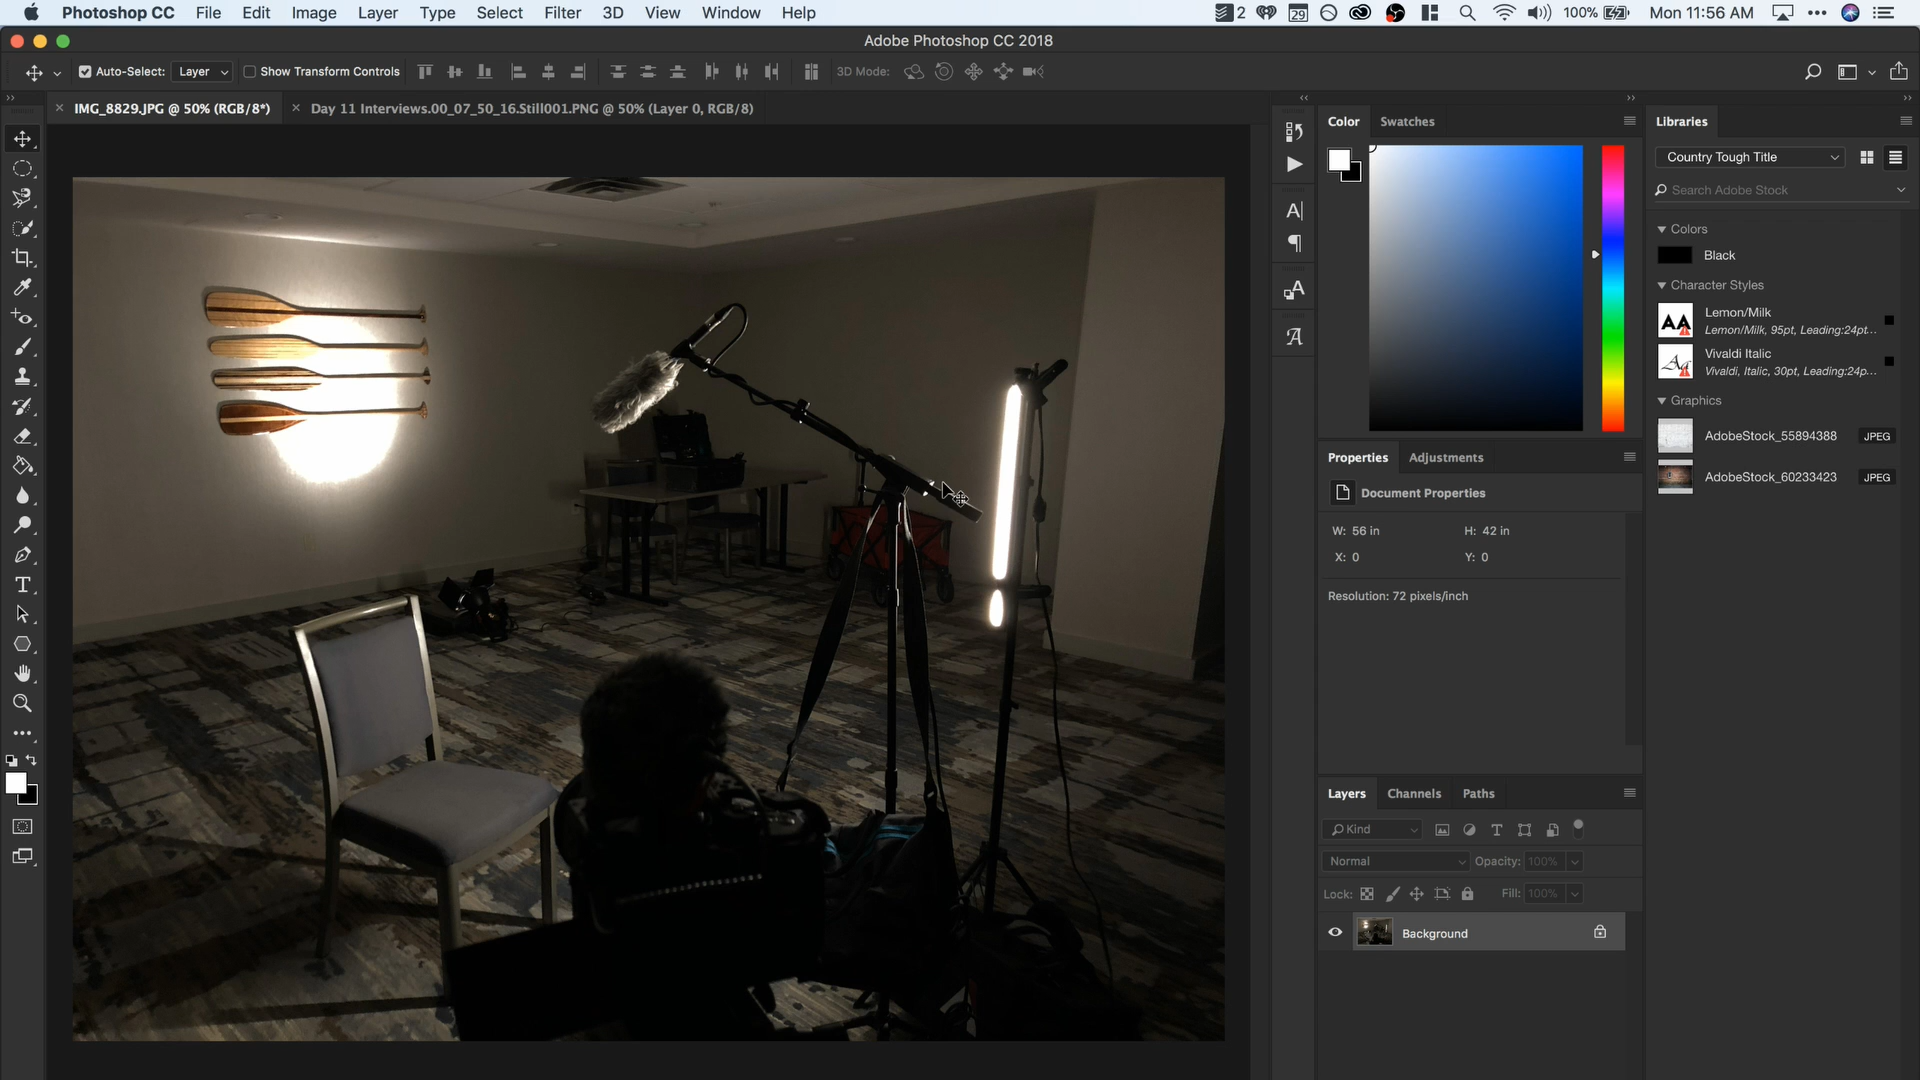 Photoshop CC File Edit Image Layer Type Select Filter 3D View Window Help 2 29 100% Mon 11:56 AM
Adobe Photoshop CC 2018
Auto-Select: Layer Show Transform Controls 3D Mode:
IMG_8829.JPG @ 50% (RGB/8*) Day 11 Interviews.00_07_50_16.Still001.PNG @ 50% (Layer 0, RGB/8)
Color Swatches
Libraries
Country Tough Title
Search Adobe Stock
Colors
Black
Character Styles
Lemon/Milk
Lemon/Milk, 95pt, Leading:24pt...
Vivaldi Italic
Vivaldi, Italic, 30pt, Leading:24p...
Graphics
AdobeStock_55894388 JPEG
AdobeStock_60233423 JPEG
Properties Adjustments
Document Properties
W: 56 in H: 42 in
X: 0 Y: 0
Resolution: 72 pixels/inch
Layers Channels Paths
Kind
Normal Opacity: 100%
Lock: Fill: 100%
Background